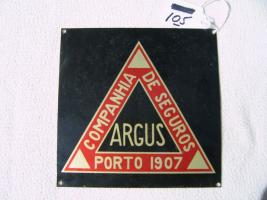 105
COMPANHIA
DE SEGUROS
ARGUS
PORTO 1907